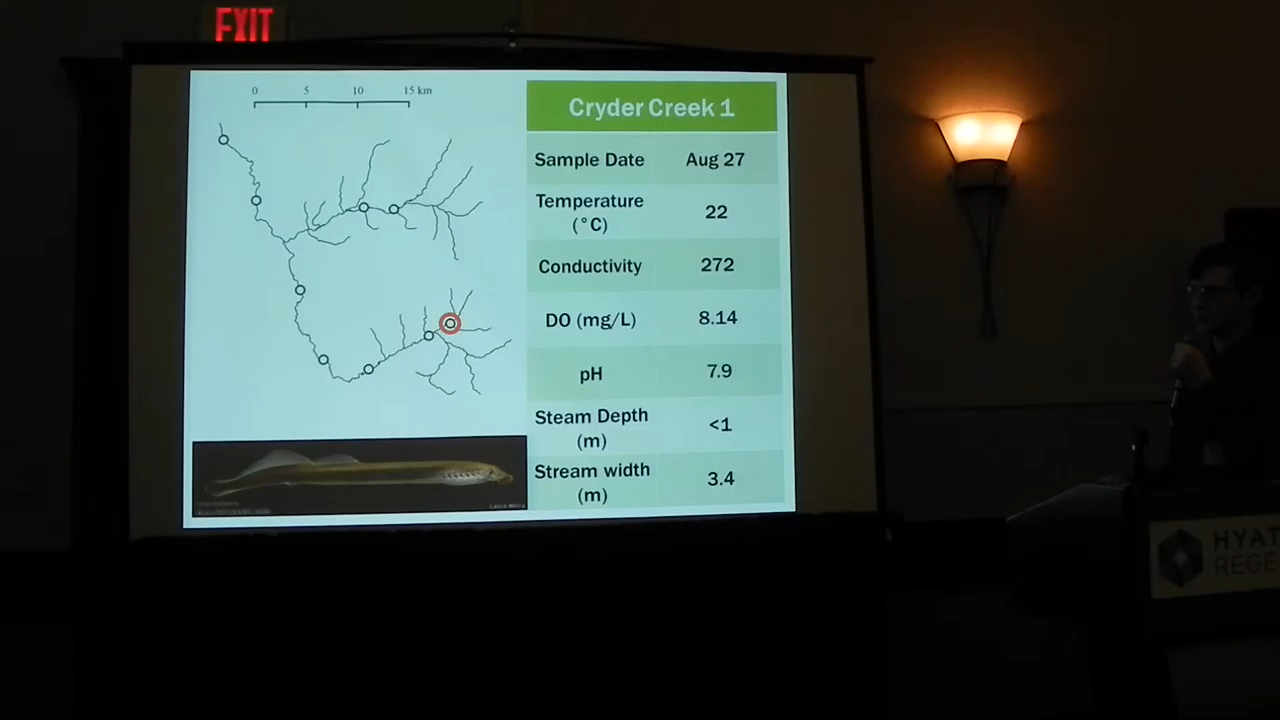 EXIT
0 5 10 15 km
Cryder Creek 1
Sample Date Aug 27
Temperature
(°C) 22
Conductivity 272
DO (mg/L) 8.14
pH 7.9
Steam Depth
(m) <1
Stream width
(m) 3.4
HYAT
REGE